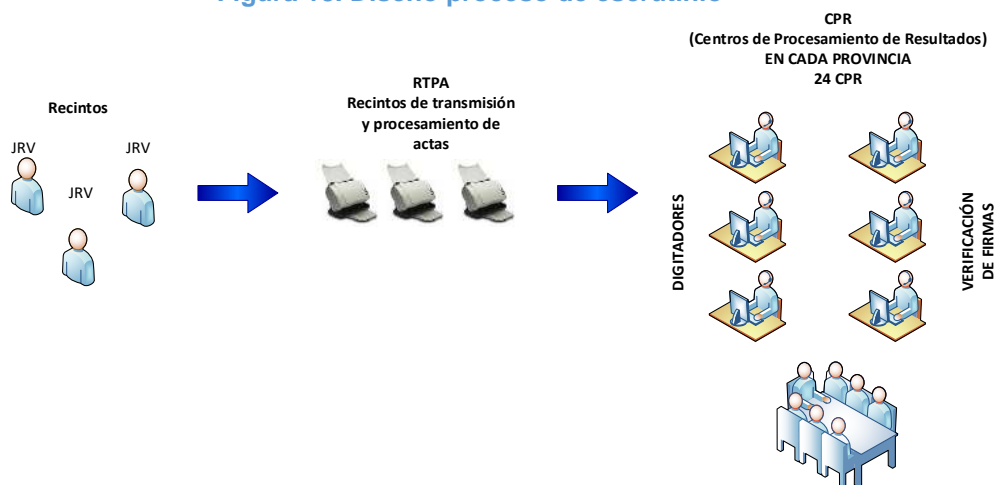 CPR
(Centros de Procesamiento de Resultados)
EN CADA PROVINCIA
24 CPR
RTPA
Recintos de transmisión
y procesamiento de
actas
Recintos
JRV
JRV
JRV
DIGITADORES
VERIFICACIÓN
DE FIRMAS